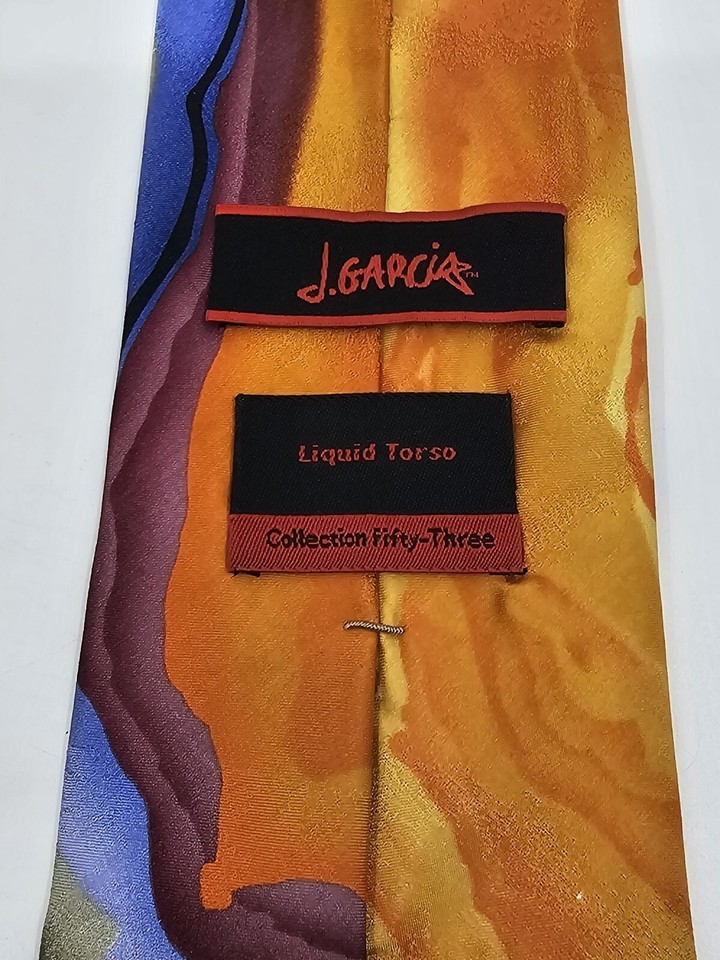 J.GARCiA™
Liquid Torso
Collection Fifty-Three